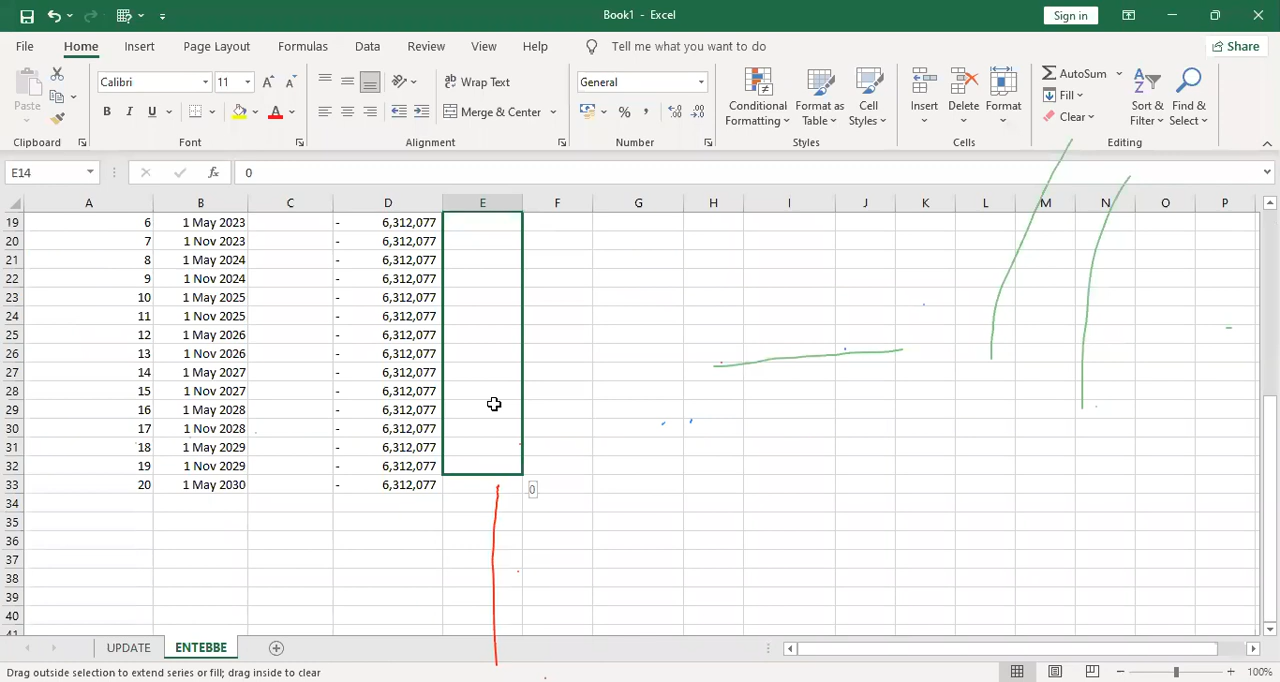 Book1 - Excel
Sign in
File Home Insert Page Layout Formulas Data Review View Help Tell me what you want to do Share
Paste
Calibri 11 A A
B I U A
Wrap Text
Merge & Center
General
% ,
Conditional Formatting
Format as Table
Cell Styles
Insert Delete Format
AutoSum
Fill
Clear
Sort & Filter
Find & Select
Clipboard Font Alignment Number Styles Cells Editing
E14 fx 0
A B C D E F G H I J K L M N O P
19 6 1 May 2023 - 6,312,077
20 7 1 Nov 2023 - 6,312,077
21 8 1 May 2024 - 6,312,077
22 9 1 Nov 2024 - 6,312,077
23 10 1 May 2025 - 6,312,077
24 11 1 Nov 2025 - 6,312,077
25 12 1 May 2026 - 6,312,077
26 13 1 Nov 2026 - 6,312,077
27 14 1 May 2027 - 6,312,077
28 15 1 Nov 2027 - 6,312,077
29 16 1 May 2028 - 6,312,077
30 17 1 Nov 2028 - 6,312,077
31 18 1 May 2029 - 6,312,077
32 19 1 Nov 2029 - 6,312,077
33 20 1 May 2030 - 6,312,077 0
34
35
36
37
38
39
40
41
UPDATE ENTEBBE
Drag outside selection to extend series or fill; drag inside to clear
100%